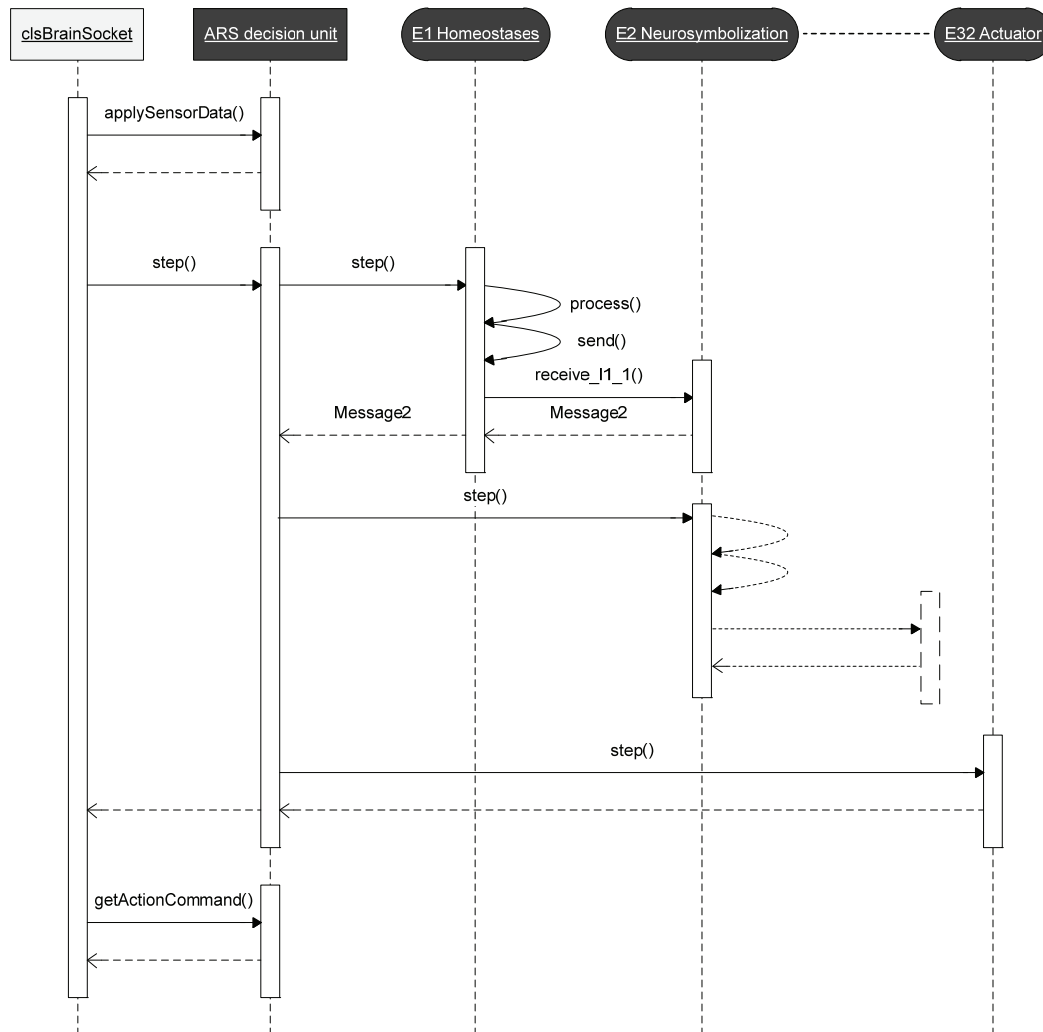 clsBrainSocket
ARS decision unit
E1 Homeostases
E2 Neurosymbolization
E32 Actuator
applySensorData()
step()
step()
process()
send()
receive_I1_1()
Message2
Message2
step()
step()
getActionCommand()